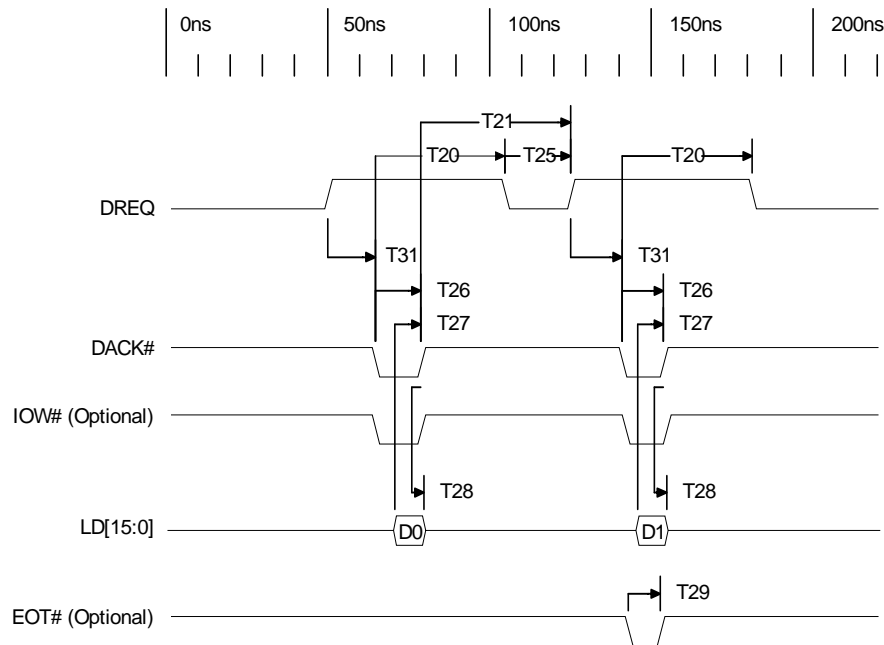 0ns 50ns 100ns 150ns 200ns
T21
T20 T25 T20
DREQ
T31 T31
T26 T26
T27 T27
DACK#
IOW# (Optional)
T28 T28
LD[15:0] D0 D1
T29
EOT# (Optional)